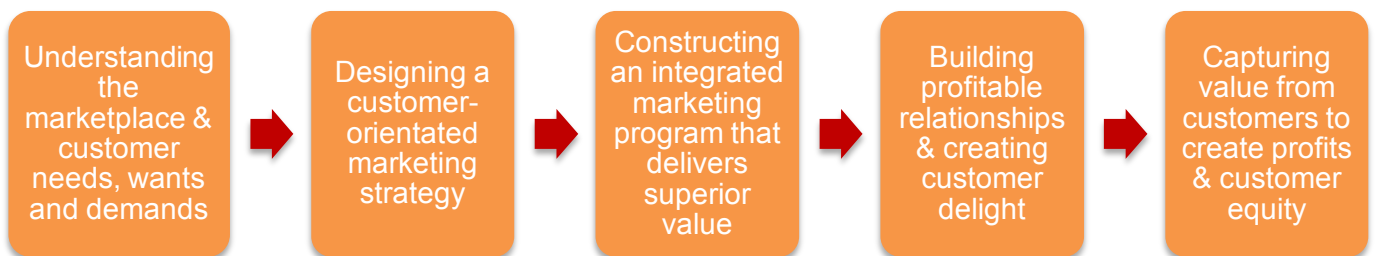 Understanding
the
marketplace &
customer
needs, wants
and demands
Designing a
customer-
orientated
marketing
strategy
Constructing
an integrated
marketing
program that
delivers
superior
value
Building
profitable
relationships
& creating
customer
delight
Capturing
value from
customers to
create profits
& customer
equity